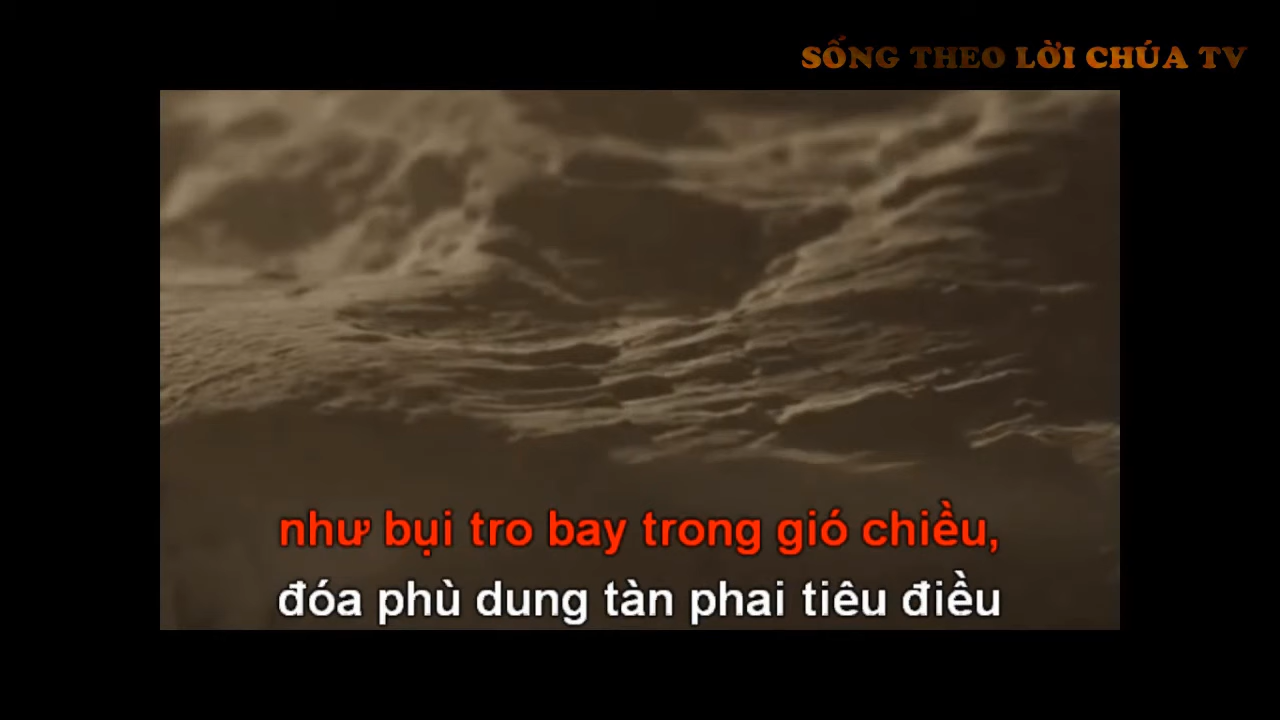 SỐNG THEO LỜI CHÚA TV
như bụi tro bay trong gió chiều,
đóa phù dung tàn phai tiêu điều